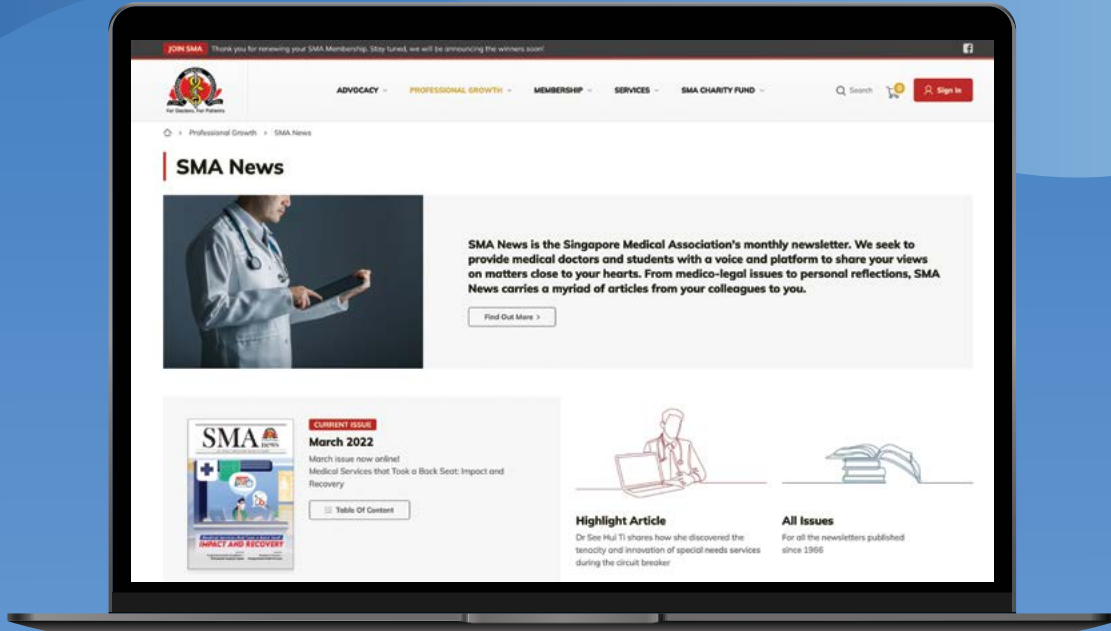 JOIN SMA Thank you for renewing your SMA Membership. Stay tuned, we will be announcing the winners soon!
For Doctors, For Patients
ADVOCACY PROFESSIONAL GROWTH MEMBERSHIP SERVICES SMA CHARITY FUND Search 0 Sign In
Professional Growth > SMA News
SMA News
SMA News is the Singapore Medical Association's monthly newsletter. We seek to
provide medical doctors and students with a voice and platform to share your views
on matters close to your hearts. From medico-legal issues to personal reflections, SMA
News carries a myriad of articles from your colleagues to you.
Find Out More >
SMA news
IMPACT AND RECOVERY
CURRENT ISSUE
March 2022
March issue now online!
Medical Services that Took a Back Seat: Impact and
Recovery
Table Of Content
Highlight Article
Dr See Hui Ti shares how she discovered the
tenacity and innovation of special needs services
during the circuit breaker
All Issues
For all the newsletters published
since 1966